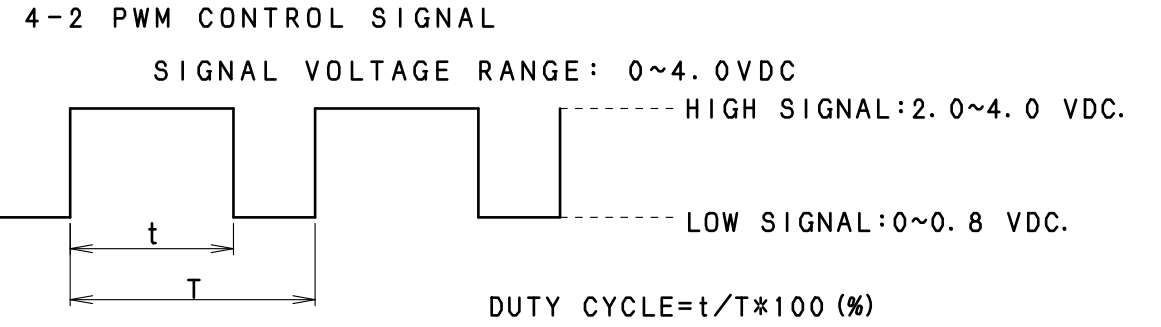 4-2 PWM CONTROL SIGNAL
SIGNAL VOLTAGE RANGE: 0~4.0VDC
HIGH SIGNAL:2.0~4.0 VDC.
LOW SIGNAL:0~0.8 VDC.
t
T
DUTY CYCLE=t/T*100(%)